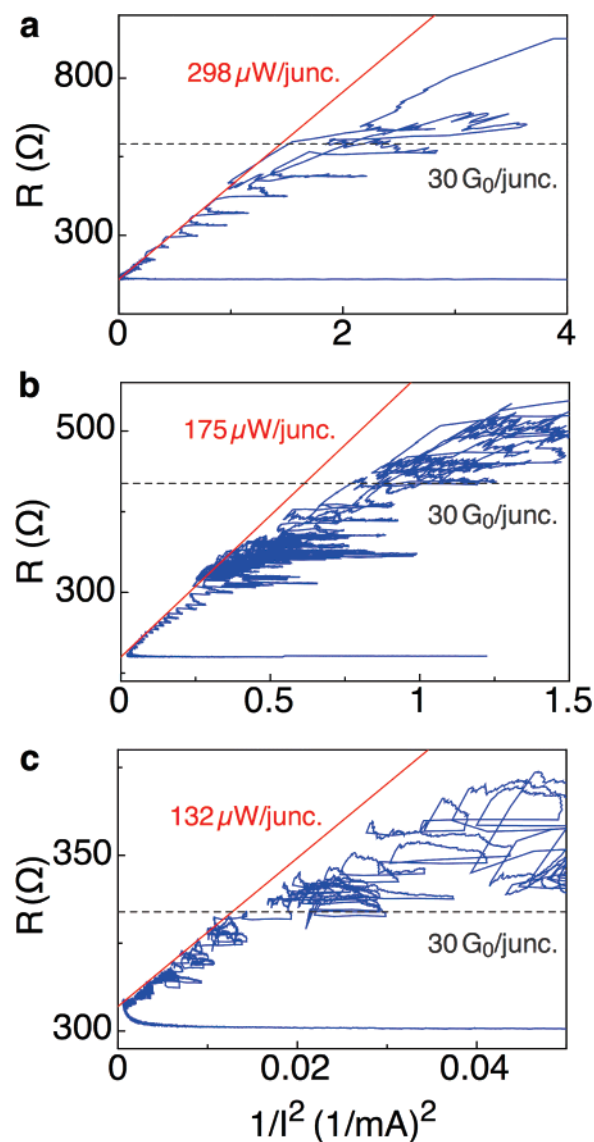 a
800
298 µW/junc.
R (Ω)
30 G₀/junc.
300
0
2
4
b
500
175 µW/junc.
R (Ω)
30 G₀/junc.
300
0
0.5
1
1.5
c
132 µW/junc.
350
R (Ω)
30 G₀/junc.
300
0
0.02
0.04
1/I² (1/mA)²